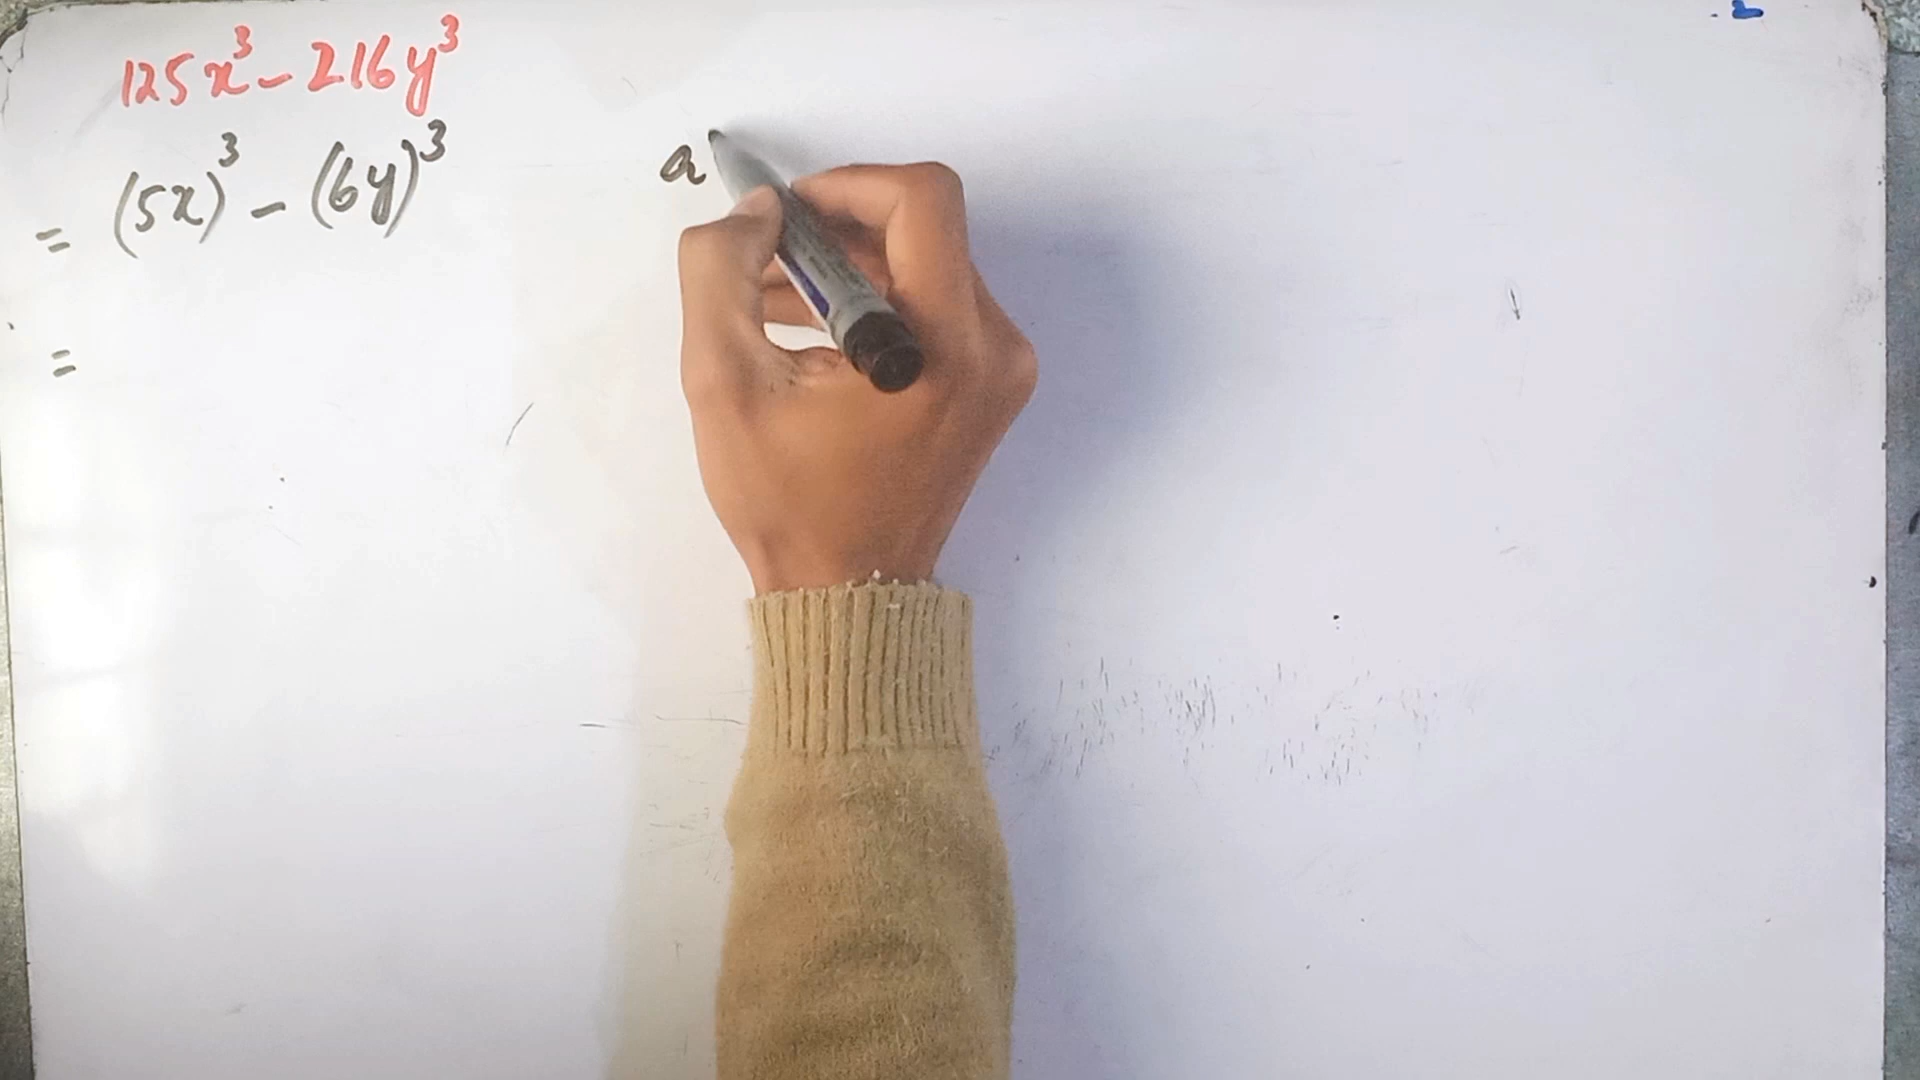 125x³ - 216y³
= (5x)³ - (6y)³
a
=